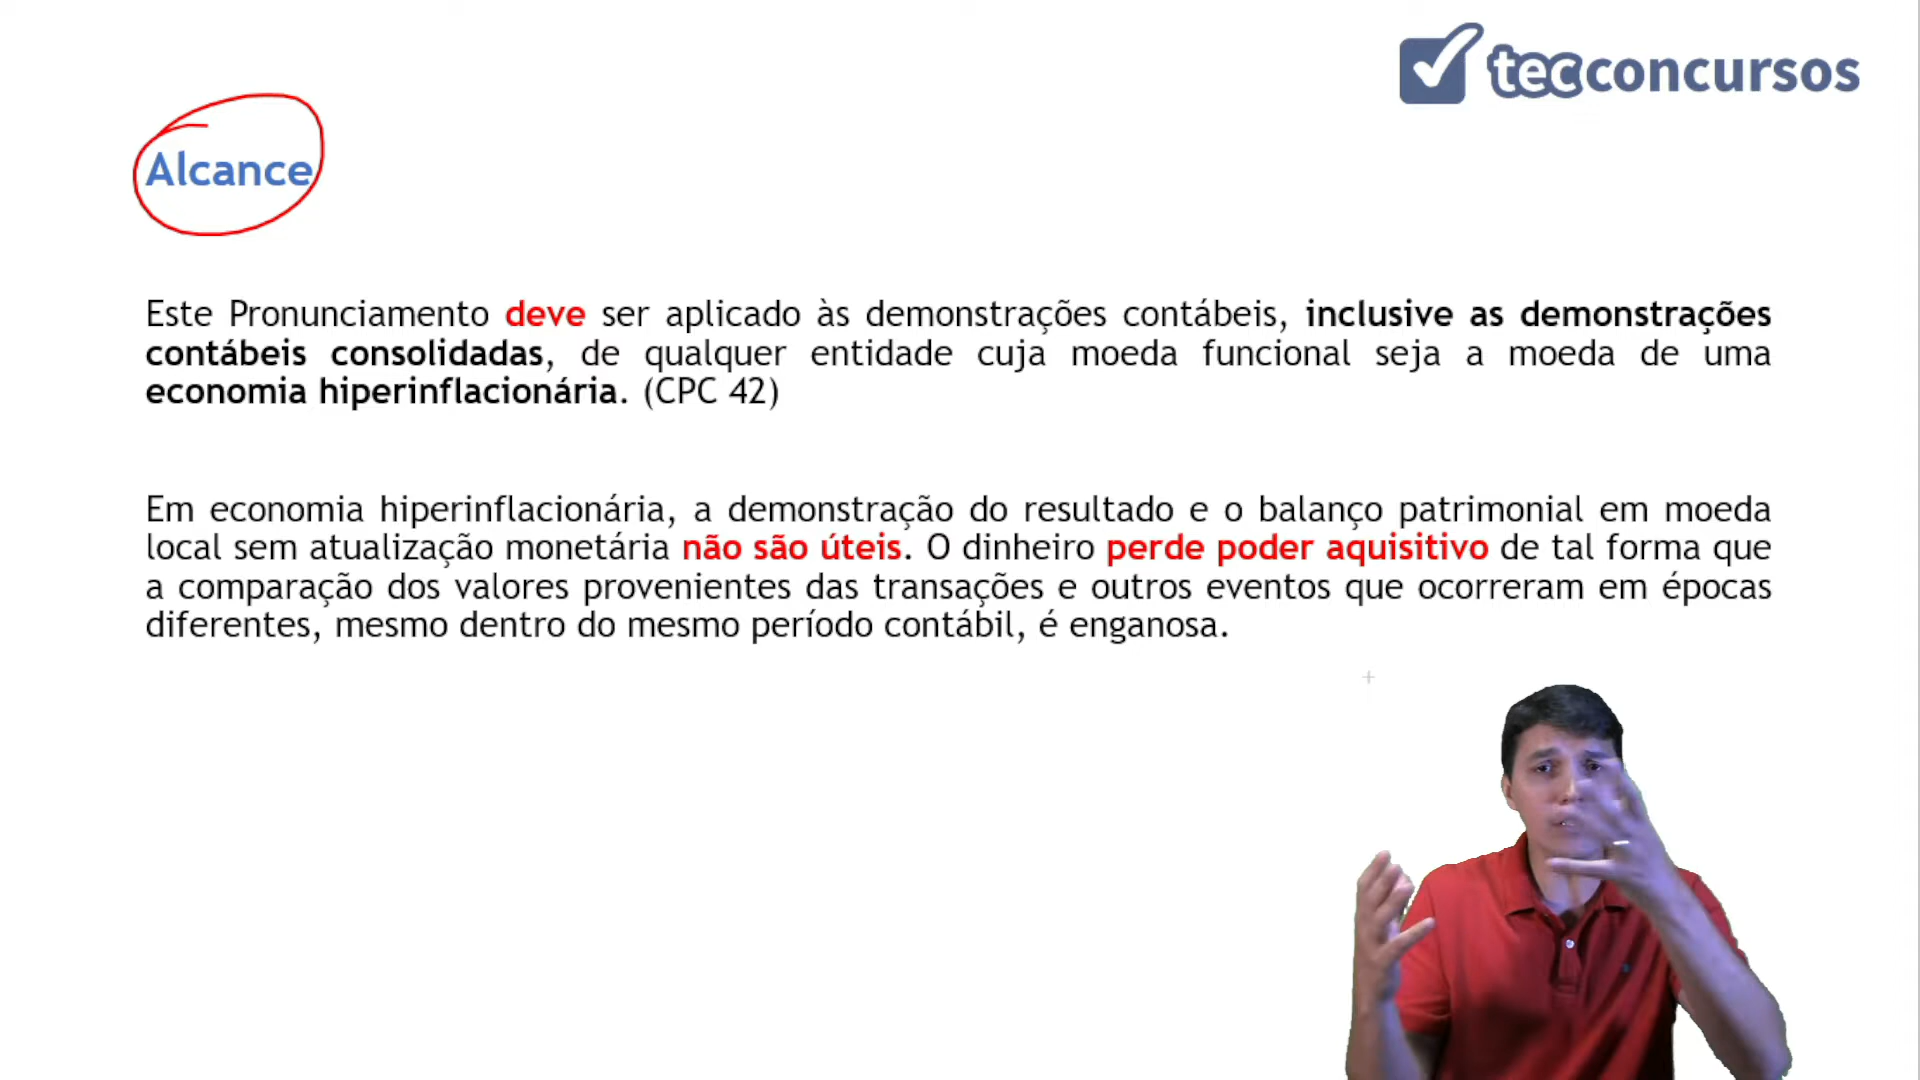 tecconcursos
Alcance
Este Pronunciamento deve ser aplicado às demonstrações contábeis, inclusive as demonstrações
contábeis consolidadas, de qualquer entidade cuja moeda funcional seja a moeda de uma
economia hiperinflacionária. (CPC 42)
Em economia hiperinflacionária, a demonstração do resultado e o balanço patrimonial em moeda
local sem atualização monetária não são úteis. O dinheiro perde poder aquisitivo de tal forma que
a comparação dos valores provenientes das transações e outros eventos que ocorreram em épocas
diferentes, mesmo dentro do mesmo período contábil, é enganosa.